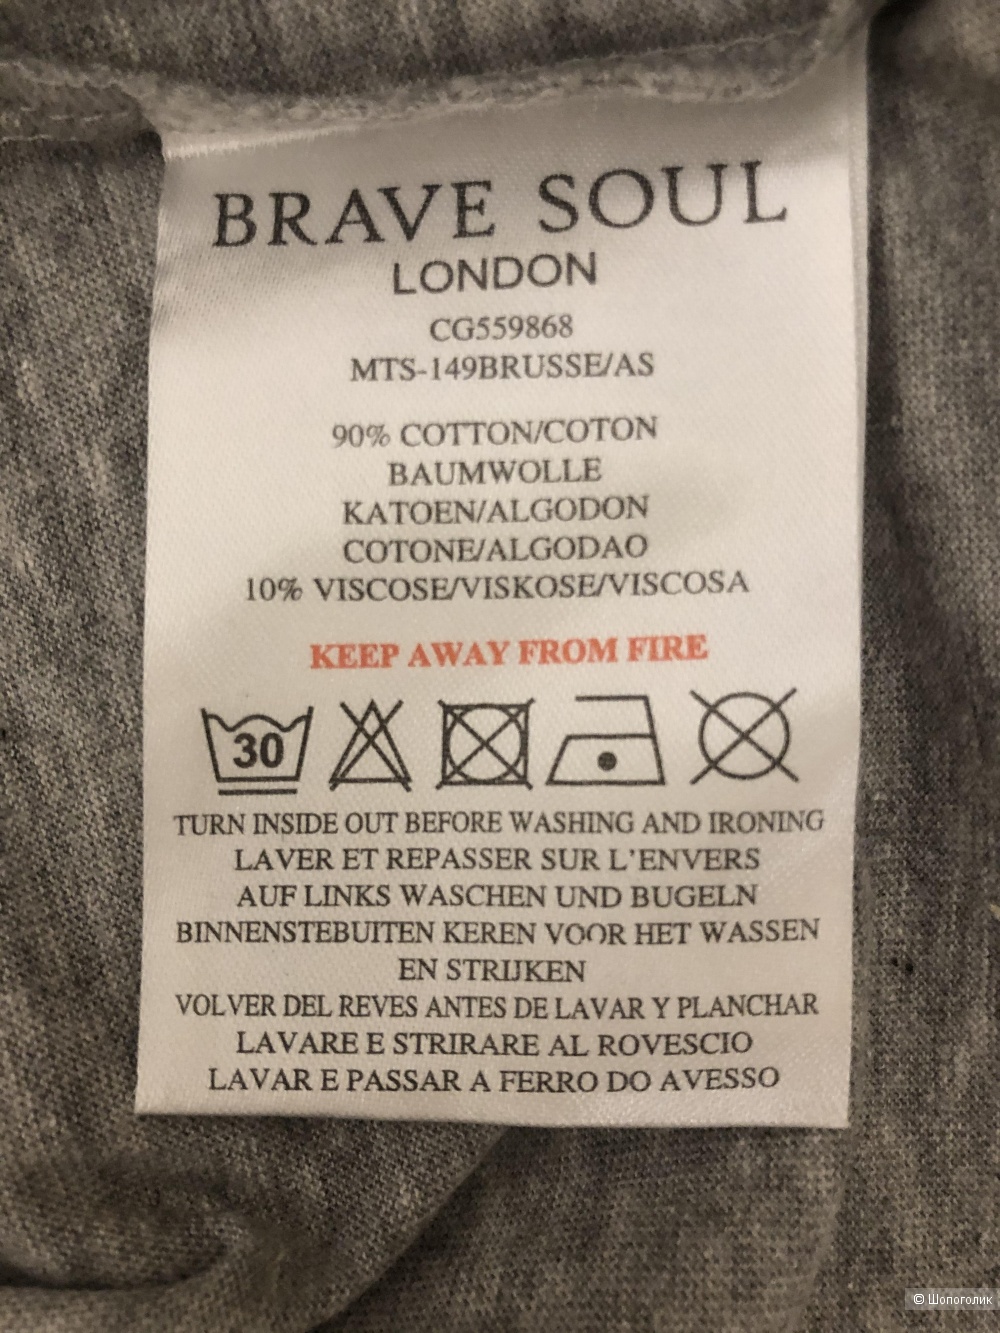 BRAVE SOUL
LONDON
CG559868
MTS-149BRUSSE/AS
90% COTTON/COTON
BAUMWOLLE
KATOEN/ALGODON
COTONE/ALGODAO
10% VISCOSE/VISKOSE/VISCOSA
KEEP AWAY FROM FIRE
30
TURN INSIDE OUT BEFORE WASHING AND IRONING
LAVER ET REPASSER SUR L'ENVERS
AUF LINKS WASCHEN UND BUGELN
BINNENSTEBUITEN KEREN VOOR HET WASSEN
EN STRIJKEN
VOLVER DEL REVES ANTES DE LAVAR Y PLANCHAR
LAVARE E STRIRARE AL ROVESCIO
LAVAR E PASSAR A FERRO DO AVESSO
© Шопоголик